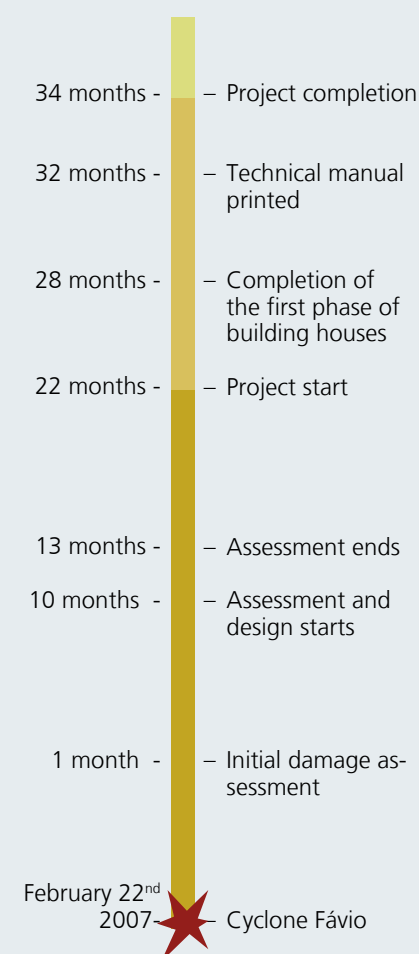 34 months - – Project completion
32 months - – Technical manual
printed
28 months - – Completion of
the first phase of
building houses
22 months - – Project start
13 months - – Assessment ends
10 months - – Assessment and
design starts
1 month - – Initial damage as-
sessment
February 22nd
2007- – Cyclone Fávio